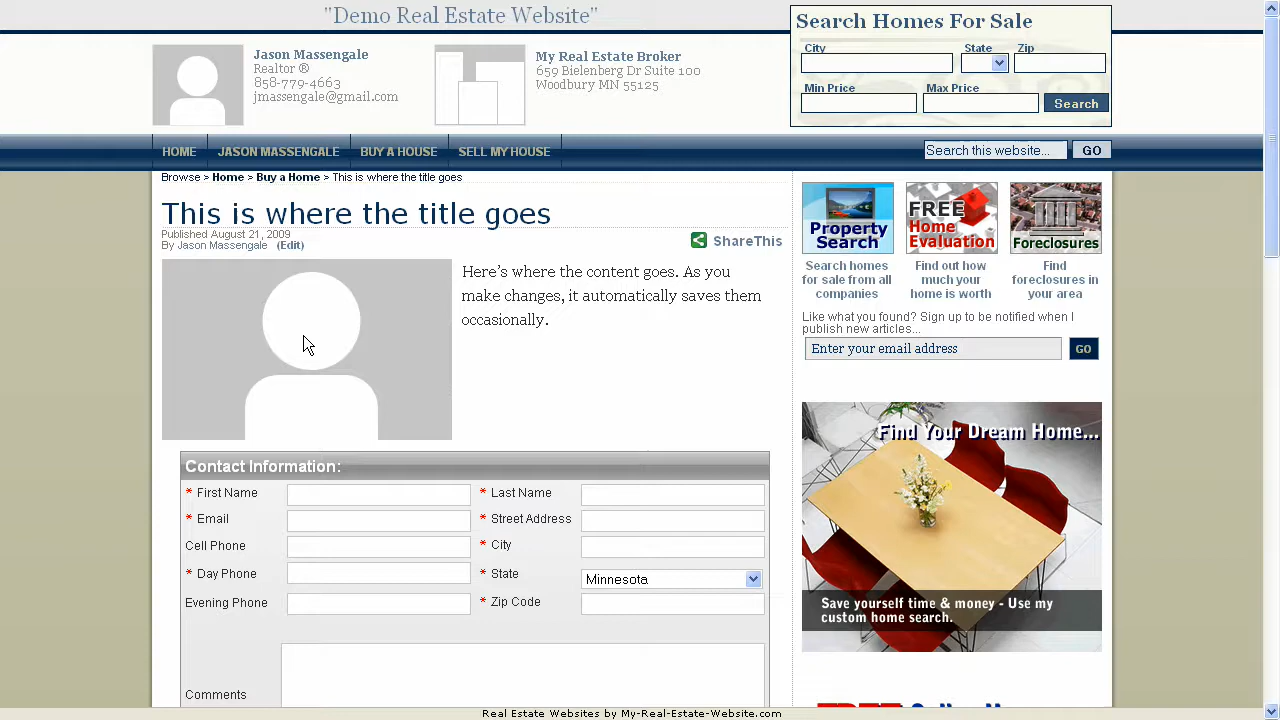 "Demo Real Estate Website"
Jason Massengale
Realtor ®
858-779-4663
jmassengale@gmail.com
My Real Estate Broker
659 Bielenberg Dr Suite 100
Woodbury MN 55125
Search Homes For Sale
City State Zip
Min Price Max Price
Search
HOME JASON MASSENGALE BUY A HOUSE SELL MY HOUSE
Search this website... GO
Browse > Home > Buy a Home > This is where the title goes
This is where the title goes
Published August 31, 2009
By Jason Massengale (Edit)
ShareThis
Here's where the content goes. As you
make changes, it automatically saves them
occasionally.
Contact Information:
* First Name * Last Name
* Email * Street Address
Cell Phone * City
* Day Phone * State Minnesota
Evening Phone * Zip Code
Comments
Property
Search
FREE
Home
Evaluation
Foreclosures
Search homes
for sale from all
companies
Find out how
much your
home is worth
Find
foreclosures in
your area
Like what you found? Sign up to be notified when I
publish new articles...
Enter your email address GO
Find Your Dream Home...
Save yourself time & money - Use my
custom home search.
Real Estate Websites by My-Real-Estate-Website.com